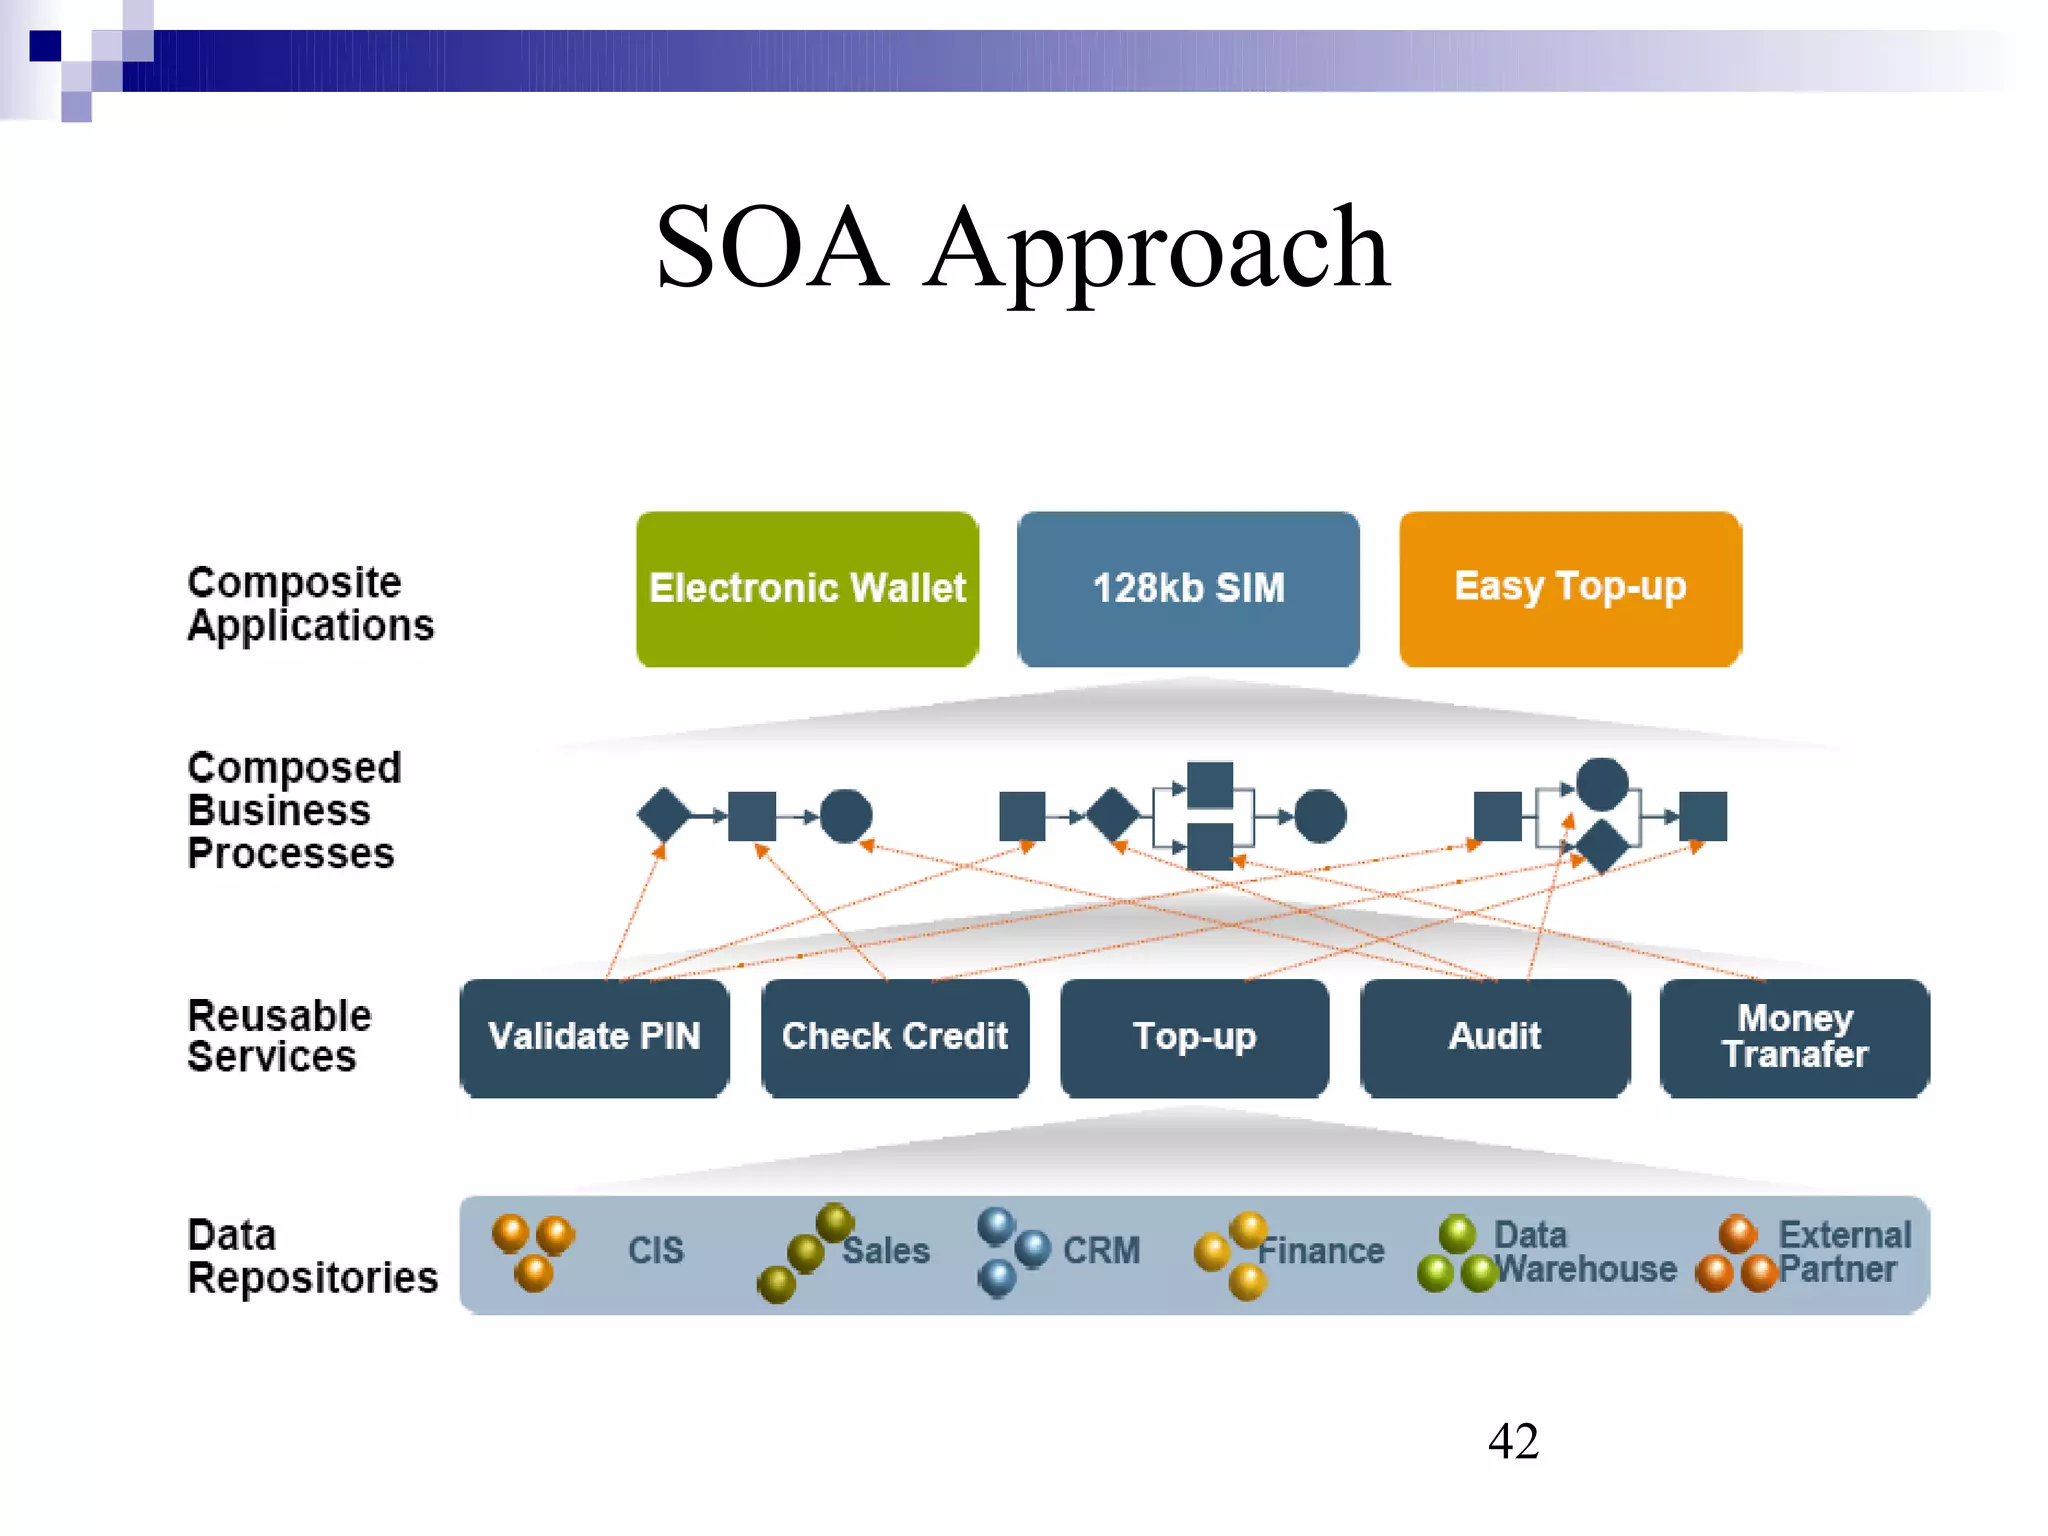 SOA Approach
Composite
Applications
Electronic Wallet
128kb SIM
Easy Top-up
Composed
Business
Processes
Reusable
Services
Validate PIN
Check Credit
Top-up
Audit
Money
Tranafer
Data
Repositories
CIS
Sales
CRM
Finance
Data
Warehouse
External
Partner
42